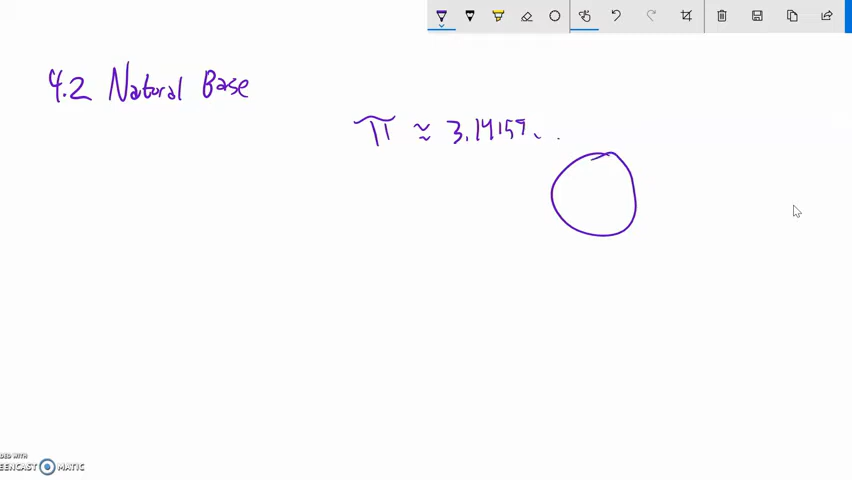 4.2 Natural Base
π ≈ 3.14159...